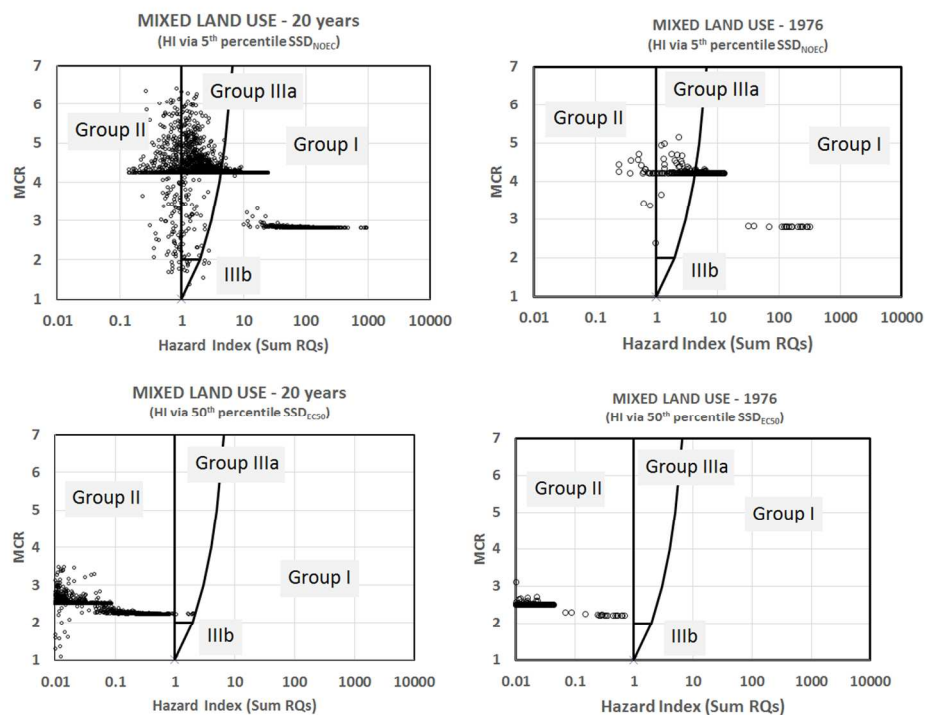 MIXED LAND USE - 20 years
(HI via 5th percentile SSDNOEC)
7
6
5
4
3
2
1
MCR
Group II
Group IIIa
Group I
IIIb
0.01 0.1 1 10 100 1000 10000
Hazard Index (Sum RQs)
MIXED LAND USE - 1976
(HI via 5th percentile SSDNOEC)
7
6
5
4
3
2
1
MCR
Group II
Group IIIa
Group I
IIIb
0.01 0.1 1 10 100 1000 10000
Hazard Index (Sum RQs)
MIXED LAND USE - 20 years
(HI via 50th percentile SSDEC50)
7
6
5
4
3
2
1
MCR
Group II
Group IIIa
Group I
IIIb
0.01 0.1 1 10 100 1000 10000
Hazard Index (Sum RQs)
MIXED LAND USE - 1976
(HI via 50th percentile SSDEC50)
7
6
5
4
3
2
1
MCR
Group II
Group IIIa
Group I
IIIb
0.01 0.1 1 10 100 1000 10000
Hazard Index (Sum RQs)